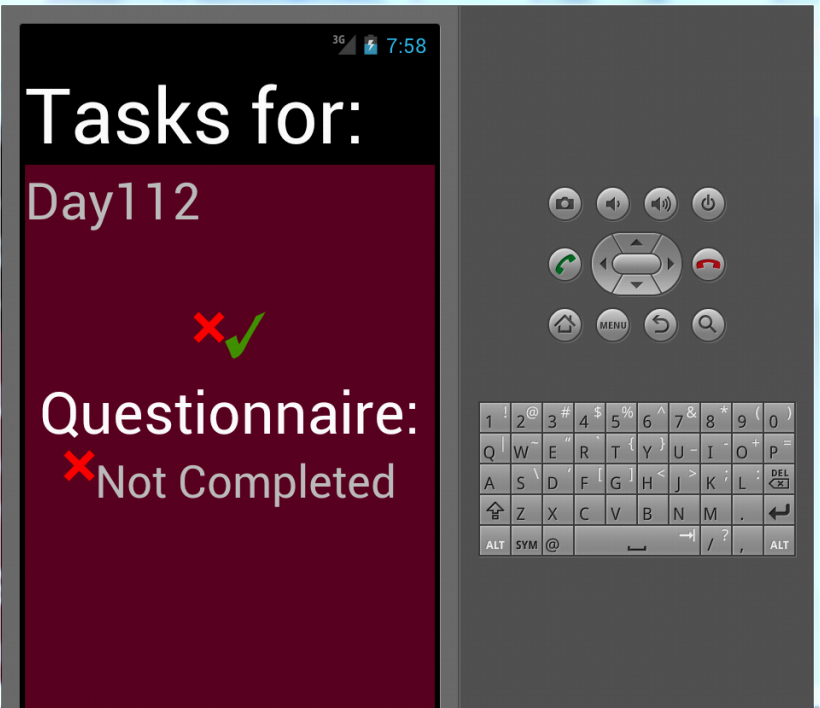 3G 7:58
Tasks for:
Day112
Questionnaire:
Not Completed
MENU
1 ! 2 @ 3 # 4 $ 5 % 6 ^ 7 & 8 * 9 ( 0 )
Q | W ~ E " R ` T { Y } U _ I - O + P =
A S \ D ' F [ G ] H < J > K ; L : DEL
Z X C V B N M .
ALT SYM @ / ? , ALT